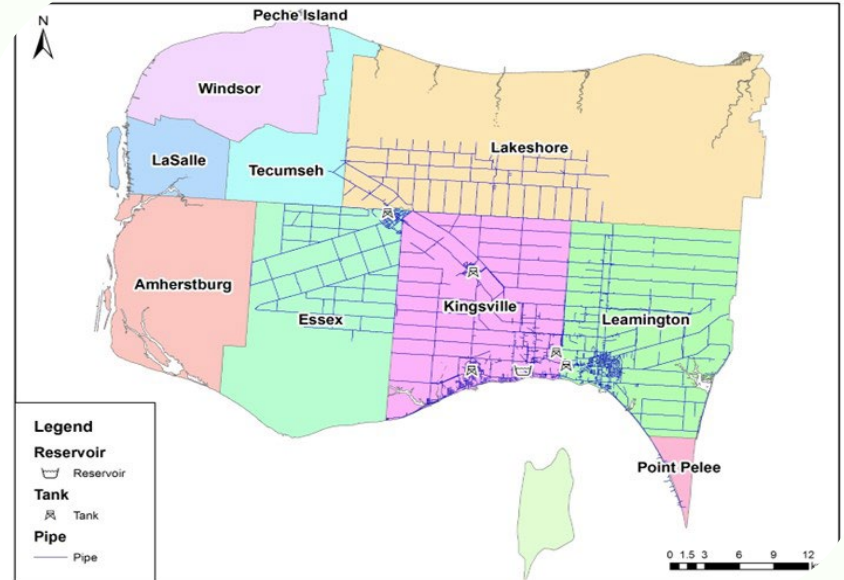 Peche Island
N
Windsor
LaSalle
Tecumseh
Lakeshore
Amherstburg
Essex
Kingsville
Leamington
Point Pelee
Legend
Reservoir
Reservoir
Tank
Tank
Pipe
Pipe
0 1.5 3 6 9 12